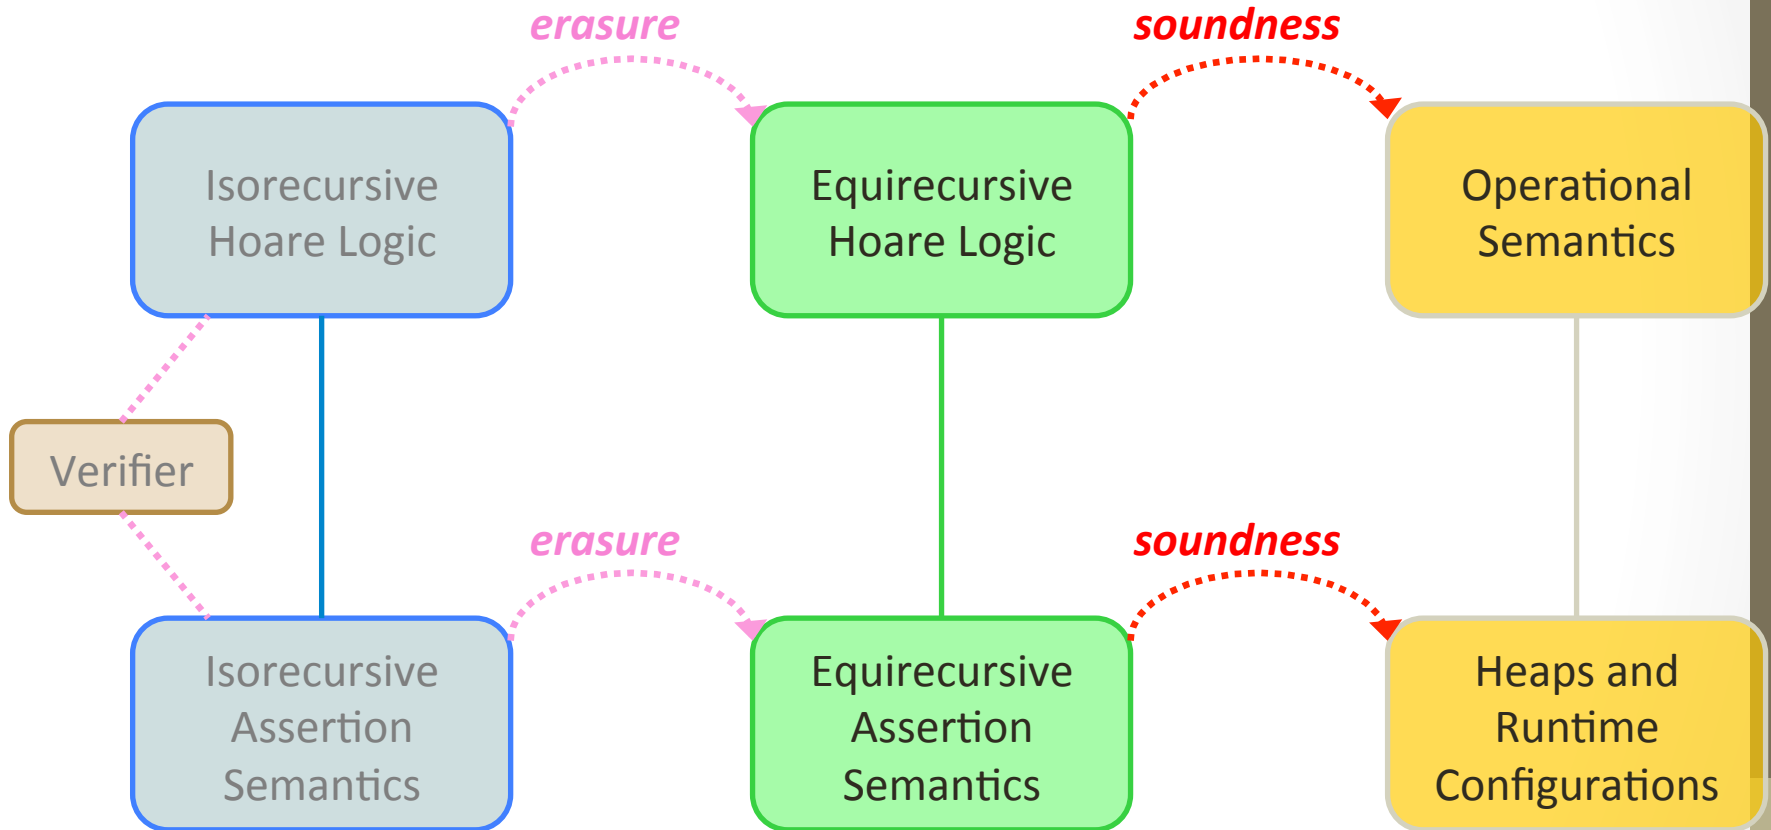 erasure
soundness
Isorecursive
Hoare Logic
Equirecursive
Hoare Logic
Operational
Semantics
Verifier
erasure
soundness
Isorecursive
Assertion
Semantics
Equirecursive
Assertion
Semantics
Heaps and
Runtime
Configurations